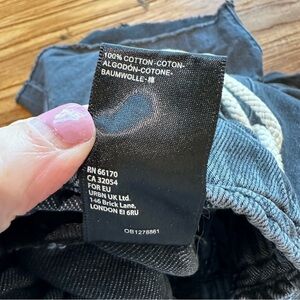 100% COTTON-COTON-
ALGODÓN-COTONE-
BAUMWOLLE-棉
RN 66170
CA 32054
FOR EU
URBN UK Ltd.
146 Brick Lane,
LONDON E1 6RU
OB1278861